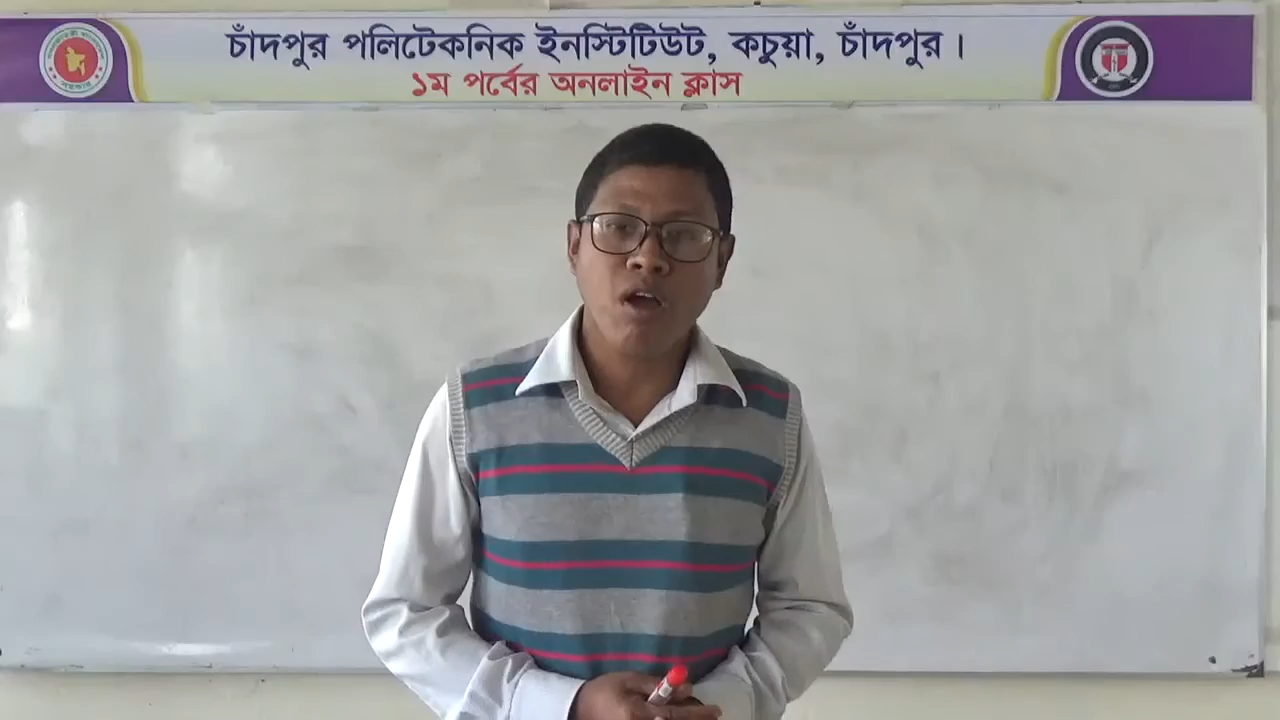 চাঁদপুর পলিটেকনিক ইনস্টিটিউট, কচুয়া, চাঁদপুর।
১ম পর্বের অনলাইন ক্লাস